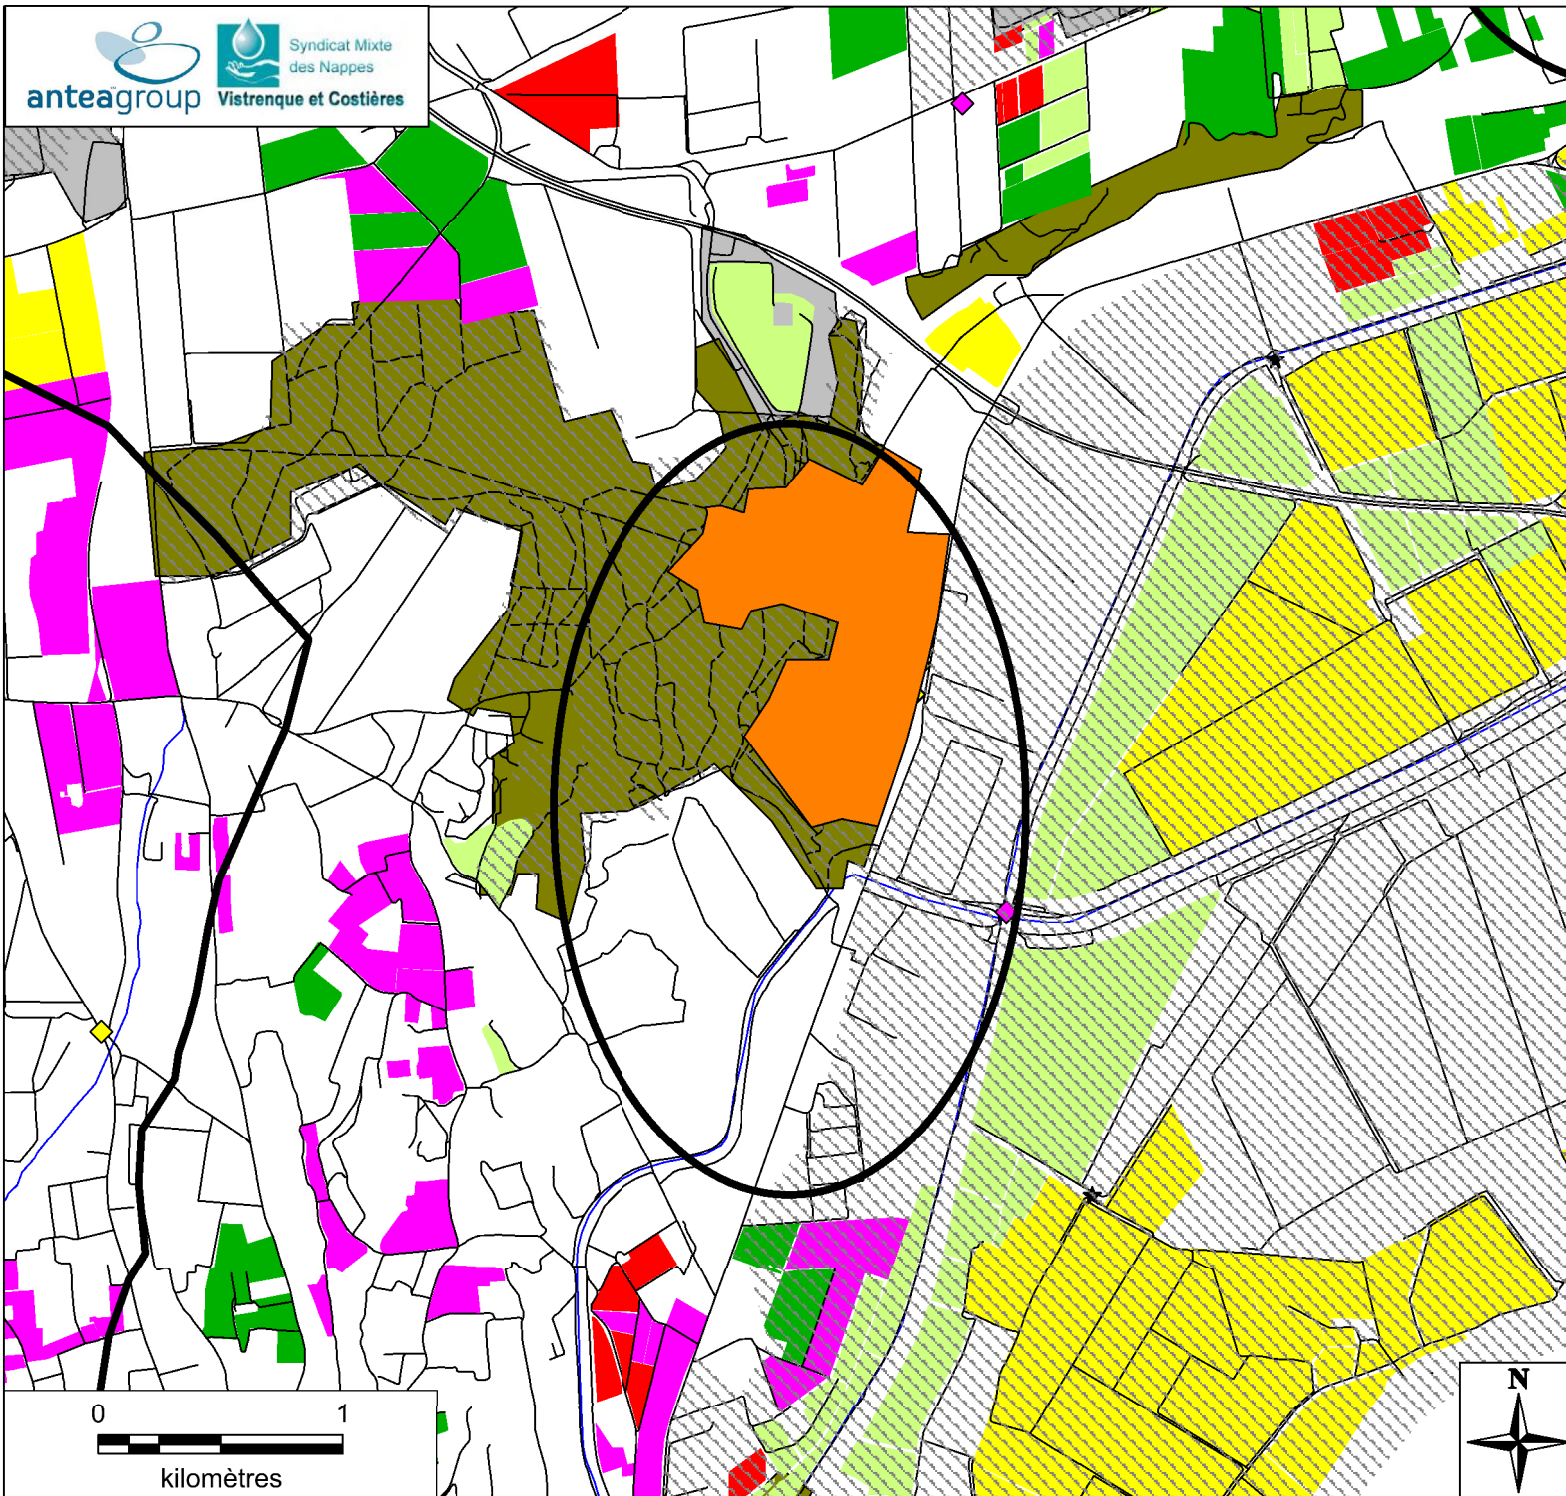 anteagroup
Syndicat Mixte
des Nappes
Vistrenque et Costières
N
0 1
kilomètres